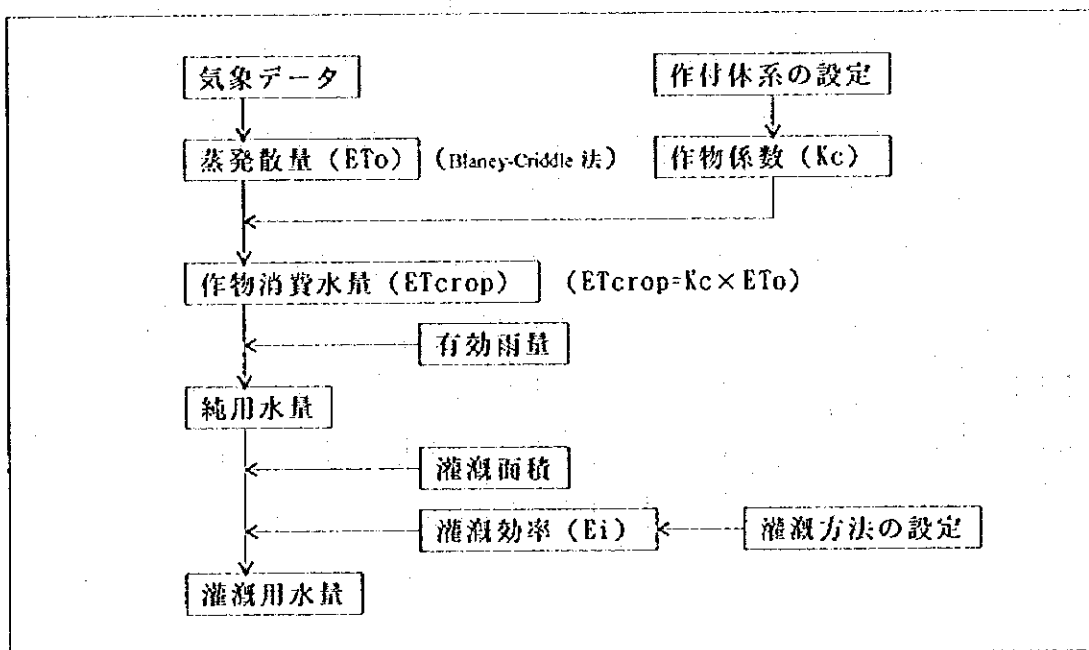 気象データ
作付体系の設定
蒸発散量 (ETo) (Blaney-Criddle 法)
作物係数 (Kc)
作物消費水量 (ETcrop) (ETcrop=Kc×ETo)
有効雨量
純用水量
灌漑面積
灌漑効率 (Ei)
灌漑方法の設定
灌漑用水量